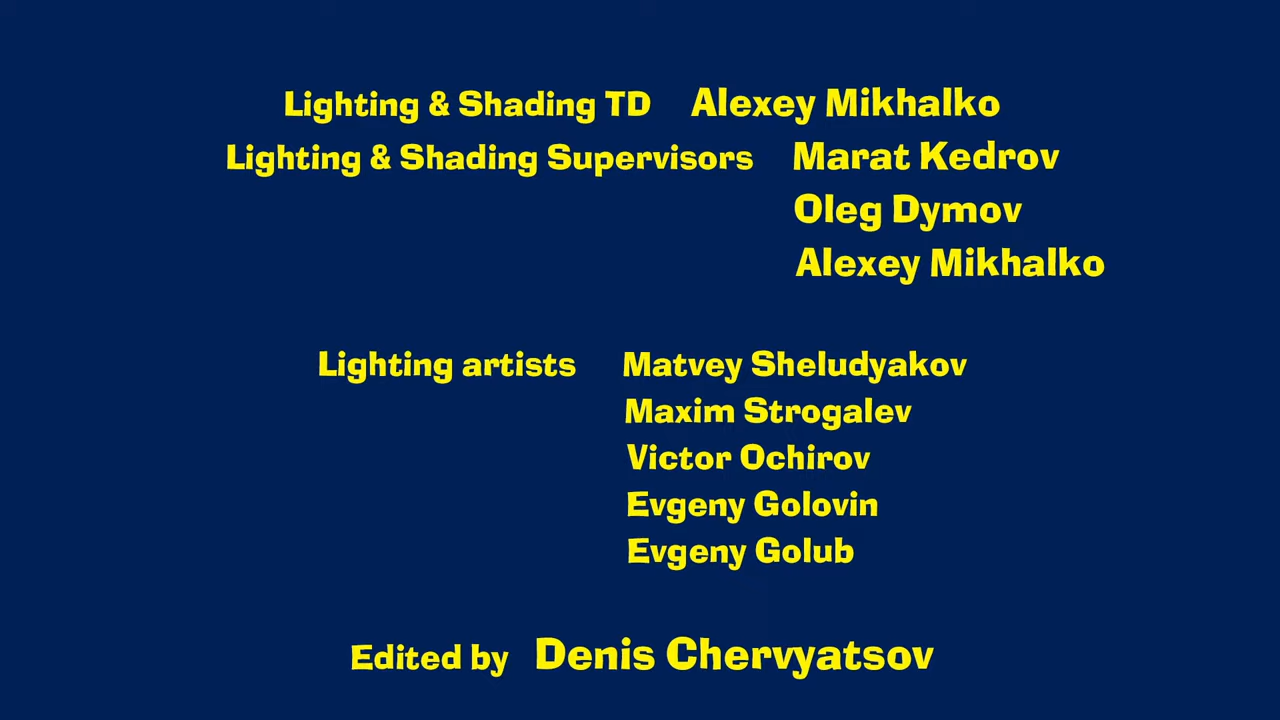 Lighting & Shading TD Alexey Mikhalko
Lighting & Shading Supervisors Marat Kedrov
Oleg Dymov
Alexey Mikhalko
Lighting artists Matvey Sheludyakov
Maxim Strogalev
Victor Ochirov
Evgeny Golovin
Evgeny Golub
Edited by Denis Chervyatsov